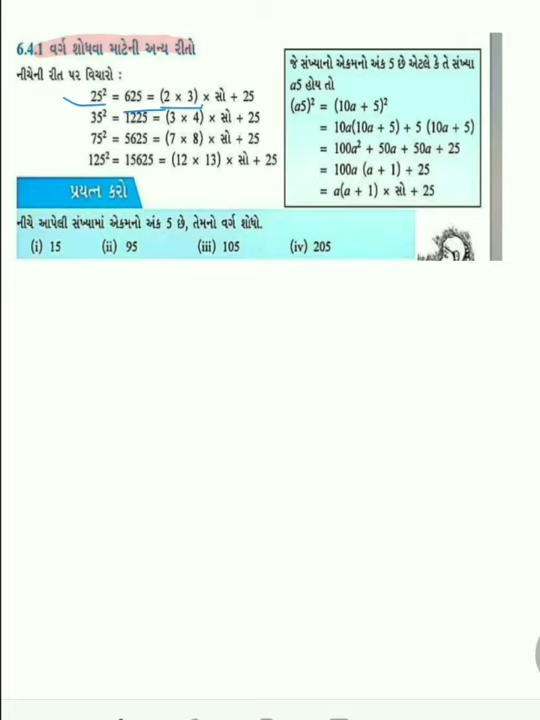 6.4.1 વર્ગ શોધવા માટેની અન્ય રીતો
નીચેની રીત પર વિચારો :
25² = 625 = (2 × 3) × સો + 25
35² = 1225 = (3 × 4) × સો + 25
75² = 5625 = (7 × 8) × સો + 25
125² = 15625 = (12 × 13) × સો + 25
જે સંખ્યાનો એકમનો અંક 5 છે એટલે કે તે સંખ્યા
a5 હોય તો
(a5)² = (10a + 5)²
= 10a(10a + 5) + 5 (10a + 5)
= 100a² + 50a + 50a + 25
= 100a (a + 1) + 25
= a(a + 1) × સો + 25
પ્રયત્ન કરો
નીચે આપેલી સંખ્યામાં એકમનો અંક 5 છે, તેમનો વર્ગ શોધો.
(i) 15 (ii) 95 (iii) 105 (iv) 205